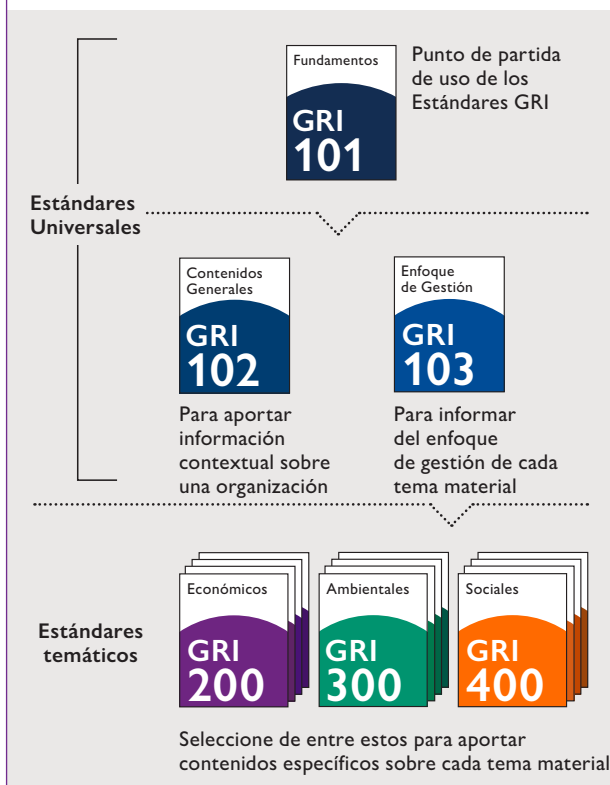 Fundamentos
GRI
101
Punto de partida
de uso de los
Estándares GRI
Estándares
Universales
Contenidos
Generales
GRI
102
Para aportar
información
contextual sobre
una organización
Enfoque
de Gestión
GRI
103
Para informar
del enfoque
de gestión de cada
tema material
Estándares
temáticos
Económicos
GRI
200
Ambientales
GRI
300
Sociales
GRI
400
Seleccione de entre estos para aportar
contenidos específicos sobre cada tema material